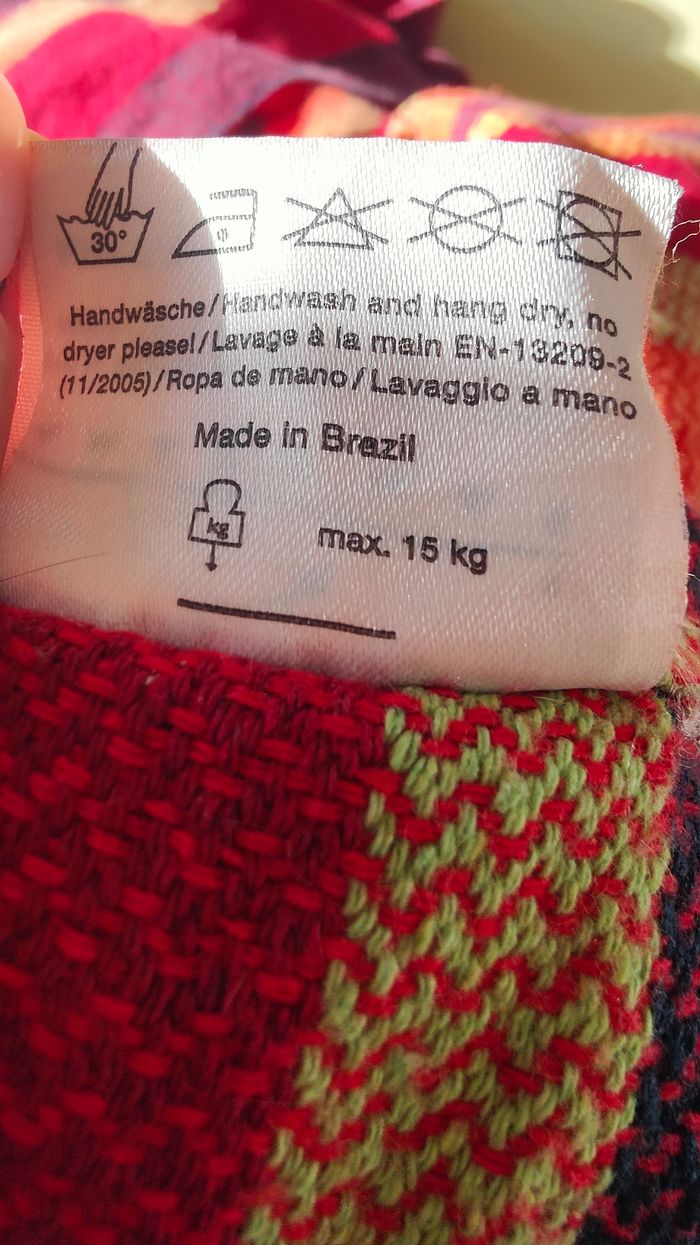 30°
Handwäsche/Handwash and hang dry, no
dryer please!/Lavage à la main EN-13209-2
(11/2005)/Ropa de mano/Lavaggio a mano
Made in Brazil
kg
max. 15 kg